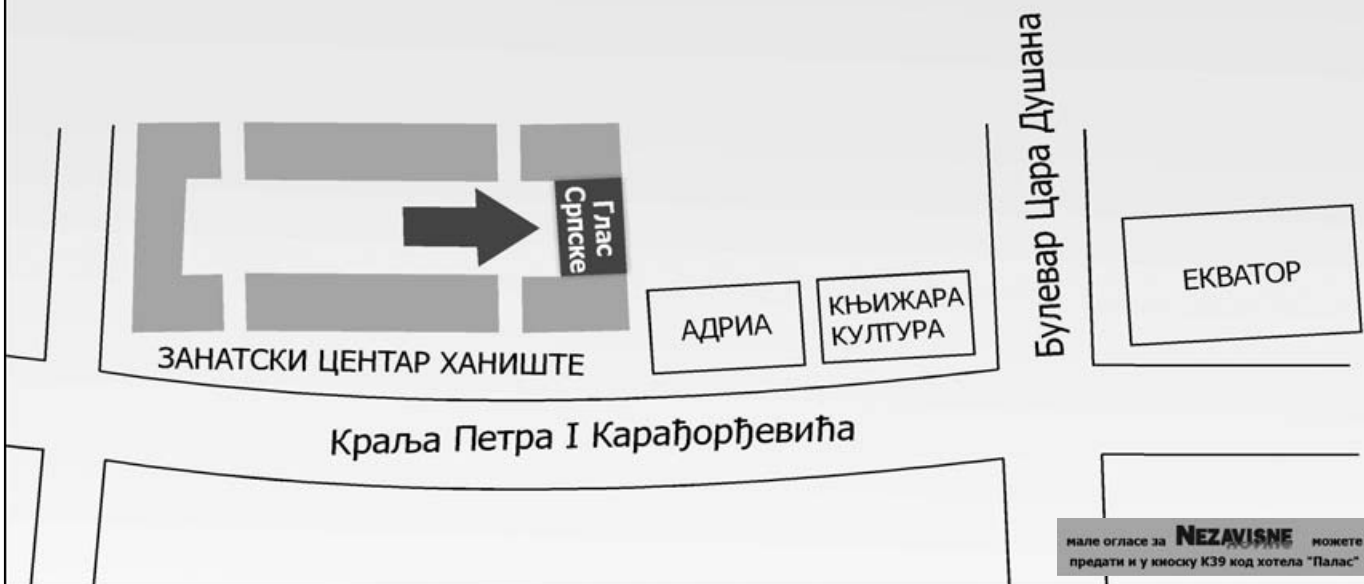 Булевар Цара Душана
Глас
Српске
ЕКВАТОР
КЊИЖАРА
КУЛТУРА
АДРИА
ЗАНАТСКИ ЦЕНТАР ХАНИШТЕ
Краља Петра I Карађорђевића
мале огласе за NEZAVISNE можете
предати и у киоску К39 код хотела "Палас"